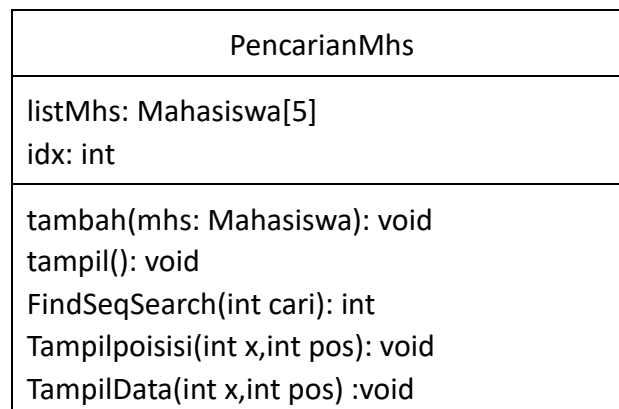 PencarianMhs
listMhs: Mahasiswa[5]
idx: int
tambah(mhs: Mahasiswa): void
tampil(): void
FindSeqSearch(int cari): int
Tampilpoisisi(int x,int pos): void
TampilData(int x,int pos) :void